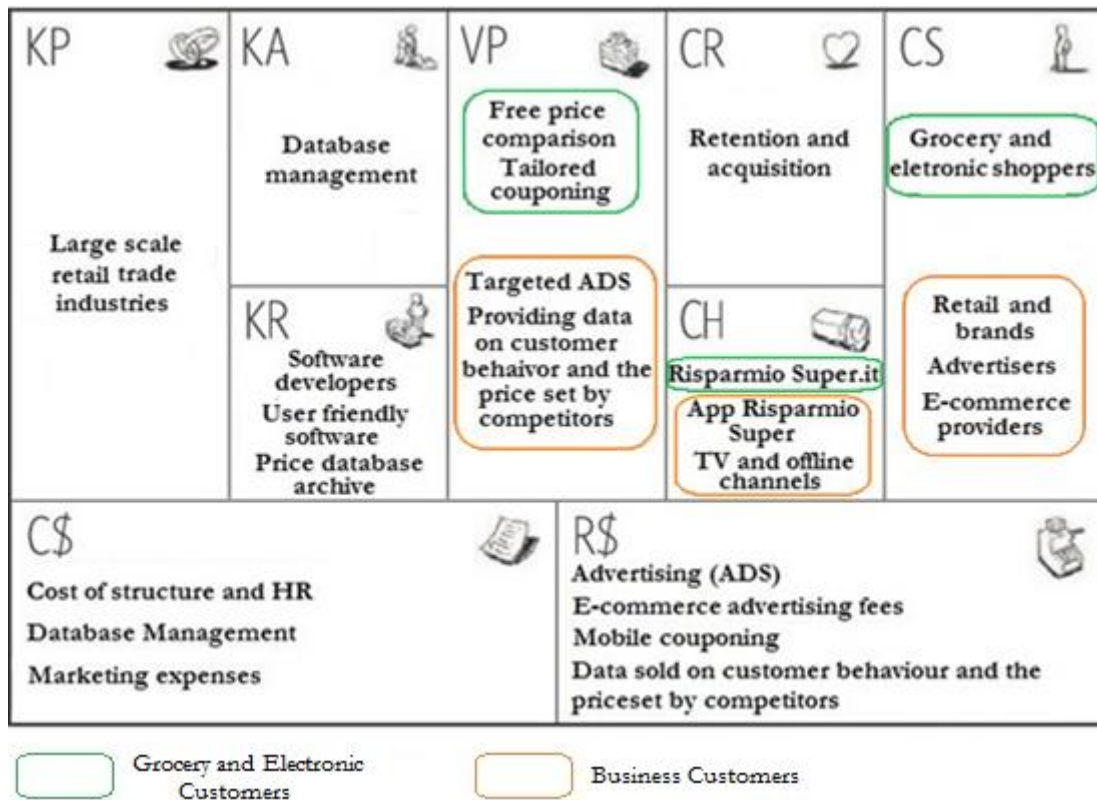 KP
Large scale
retail trade
industries
KA
Database
management
KR
Software
developers
User friendly
software
Price database
archive
VP
Free price
comparison
Tailored
couponing
Targeted ADS
Providing data
on customer
behaivor and the
price set by
competitors
CR
Retention and
acquisition
CH
Risparmio Super.it
App Risparmio
Super
TV and offline
channels
CS
Grocery and
eletronic shoppers
Retail and
brands
Advertisers
E-commerce
providers
C$
Cost of structure and HR
Database Management
Marketing expenses
R$
Advertising (ADS)
E-commerce advertising fees
Mobile couponing
Data sold on customer behaviour and the
priceset by competitors
Grocery and Electronic
Customers
Business Customers